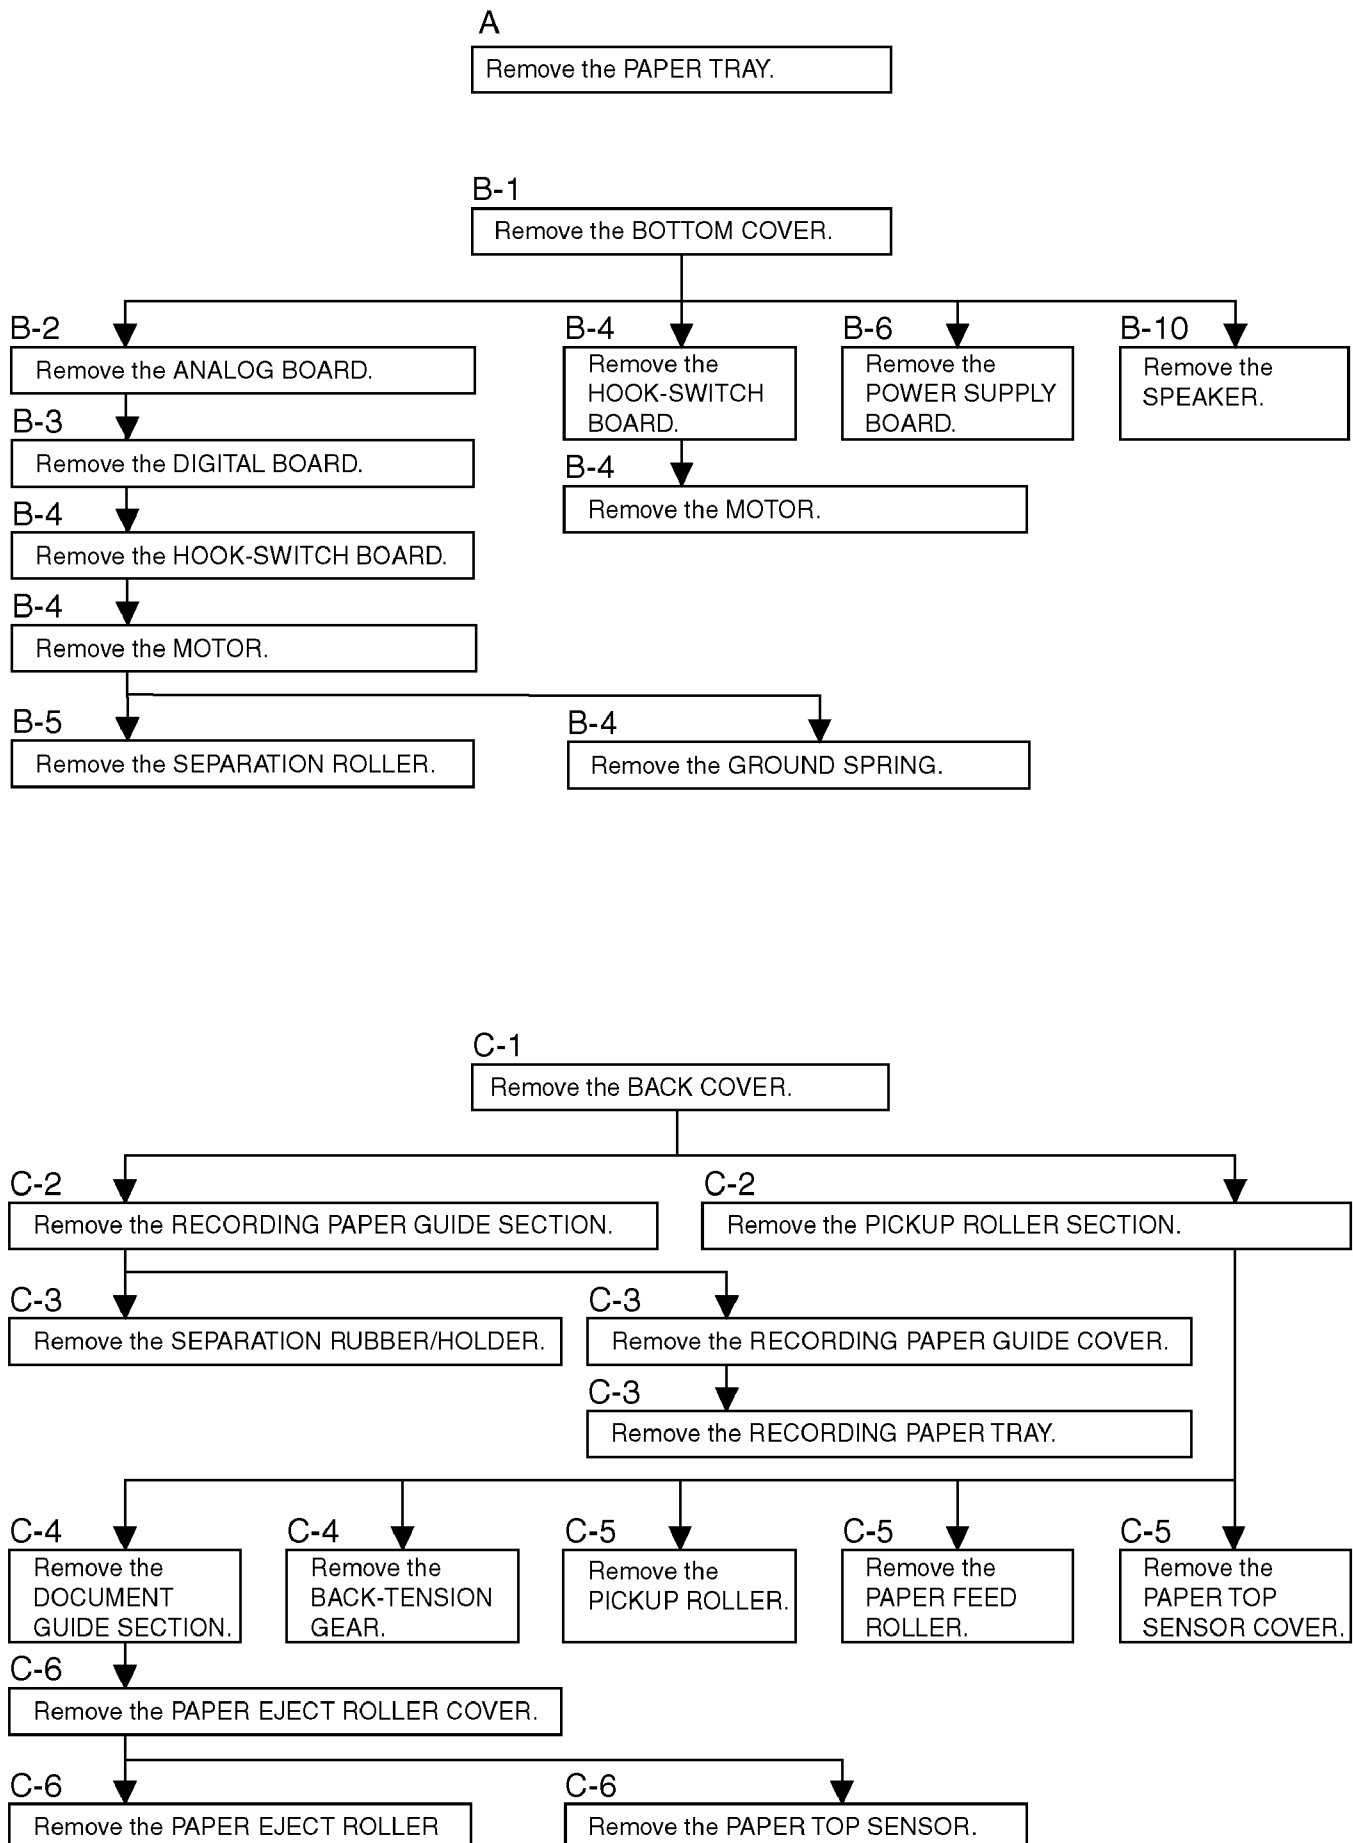 A
Remove the PAPER TRAY.
B-1
Remove the BOTTOM COVER.
B-2
Remove the ANALOG BOARD.
B-3
Remove the DIGITAL BOARD.
B-4
Remove the HOOK-SWITCH BOARD.
B-4
Remove the MOTOR.
B-5
Remove the SEPARATION ROLLER.
B-4
Remove the GROUND SPRING.
B-4
Remove the
HOOK-SWITCH
BOARD.
B-4
Remove the MOTOR.
B-6
Remove the
POWER SUPPLY
BOARD.
B-10
Remove the
SPEAKER.
C-1
Remove the BACK COVER.
C-2
Remove the RECORDING PAPER GUIDE SECTION.
C-2
Remove the PICKUP ROLLER SECTION.
C-3
Remove the SEPARATION RUBBER/HOLDER.
C-3
Remove the RECORDING PAPER GUIDE COVER.
C-3
Remove the RECORDING PAPER TRAY.
C-4
Remove the
DOCUMENT
GUIDE SECTION.
C-4
Remove the
BACK-TENSION
GEAR.
C-5
Remove the
PICKUP ROLLER.
C-5
Remove the
PAPER FEED
ROLLER.
C-5
Remove the
PAPER TOP
SENSOR COVER.
C-6
Remove the PAPER EJECT ROLLER COVER.
C-6
Remove the PAPER EJECT ROLLER
C-6
Remove the PAPER TOP SENSOR.